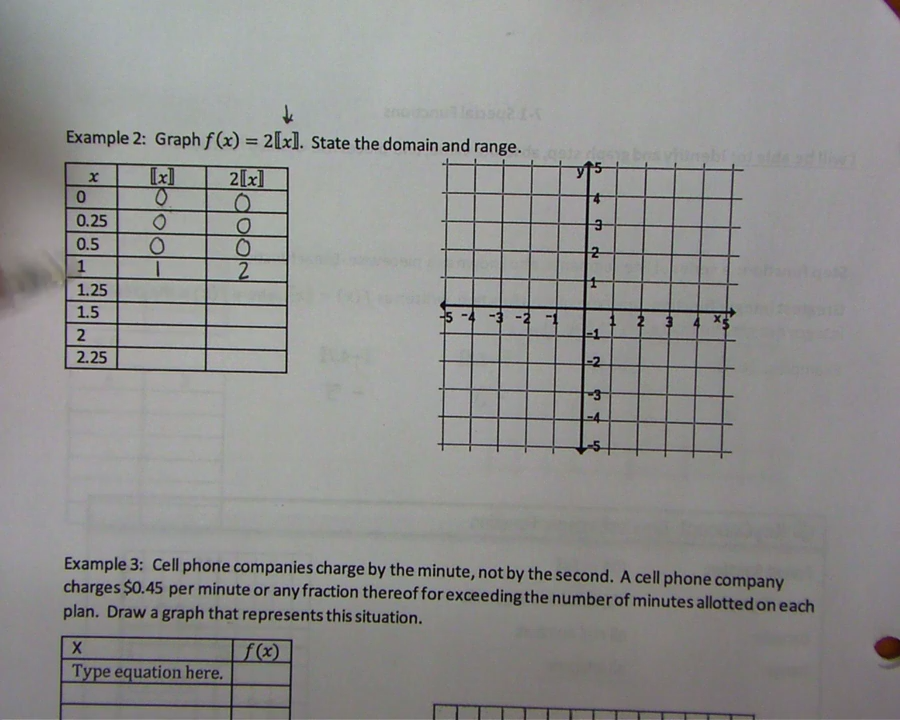 Example 2: Graph f(x) = 2⟦x⟧. State the domain and range.
x ⟦x⟧ 2⟦x⟧
0 0 0
0.25 0 0
0.5 0 0
1 1 2
1.25
1.5
2
2.25
y 5
4
3
2
1
-5 -4 -3 -2 -1 1 2 3 4 x 5
-1
-2
-3
-4
-5
Example 3: Cell phone companies charge by the minute, not by the second. A cell phone company
charges $0.45 per minute or any fraction thereof for exceeding the number of minutes allotted on each
plan. Draw a graph that represents this situation.
X f(x)
Type equation here.